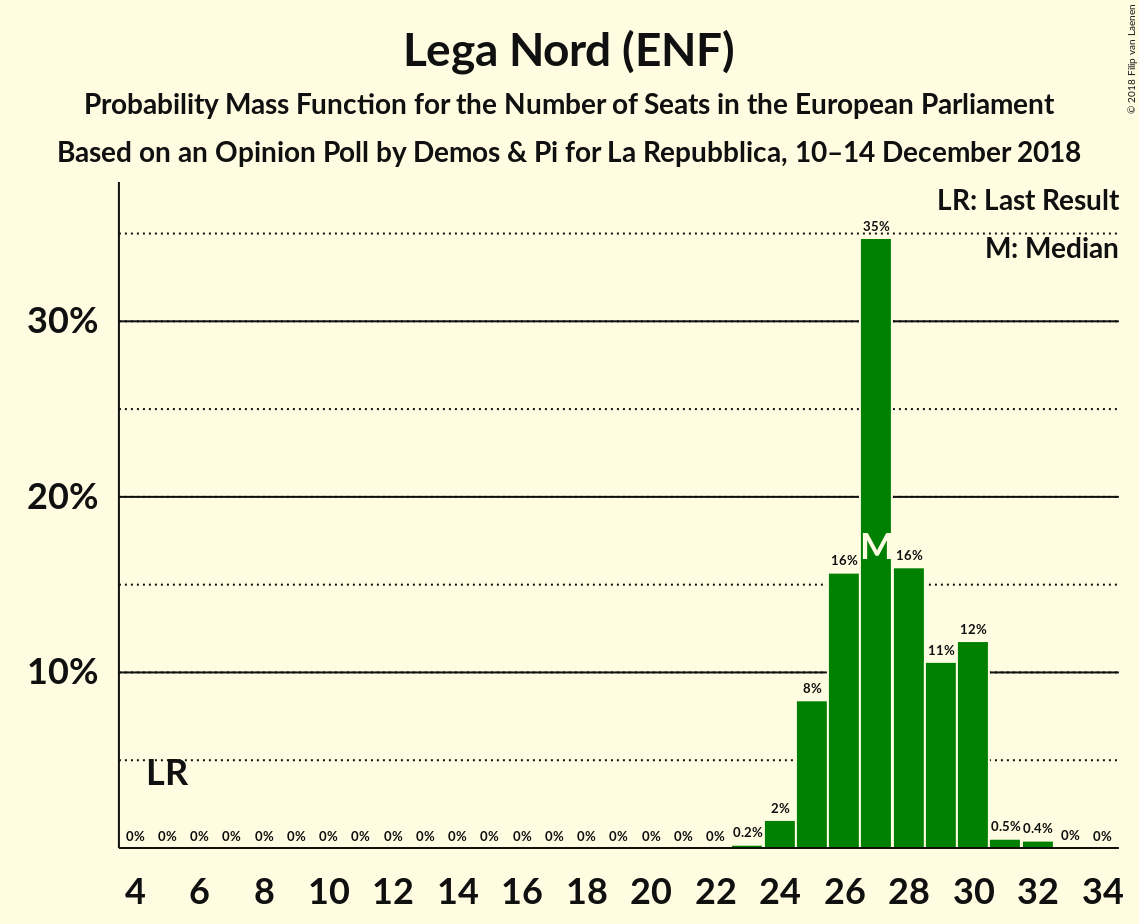 Lega Nord (ENF)
Probability Mass Function for the Number of Seats in the European Parliament
Based on an Opinion Poll by Demos & Pi for La Repubblica, 10–14 December 2018
© 2018 Filip van Laenen
LR: Last Result
M: Median
35%
30%
20%
M
16%
16%
12%
11%
10%
8%
LR
2%
0% 0% 0% 0% 0% 0% 0% 0% 0% 0% 0% 0% 0% 0% 0% 0% 0% 0% 0% 0.2% 0.5% 0.4% 0% 0%
4 6 8 10 12 14 16 18 20 22 24 26 28 30 32 34